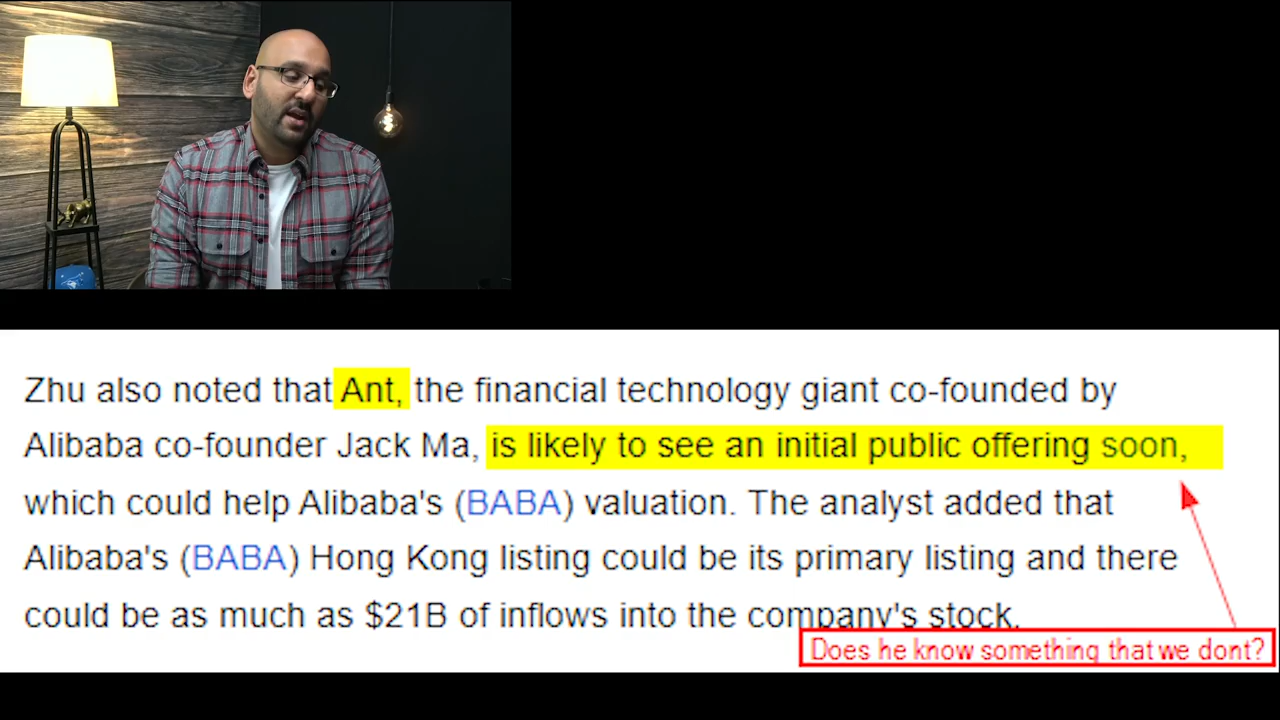 Zhu also noted that Ant, the financial technology giant co-founded by
Alibaba co-founder Jack Ma, is likely to see an initial public offering soon,
which could help Alibaba's (BABA) valuation. The analyst added that
Alibaba's (BABA) Hong Kong listing could be its primary listing and there
could be as much as $21B of inflows into the company's stock.
Does he know something that we dont?